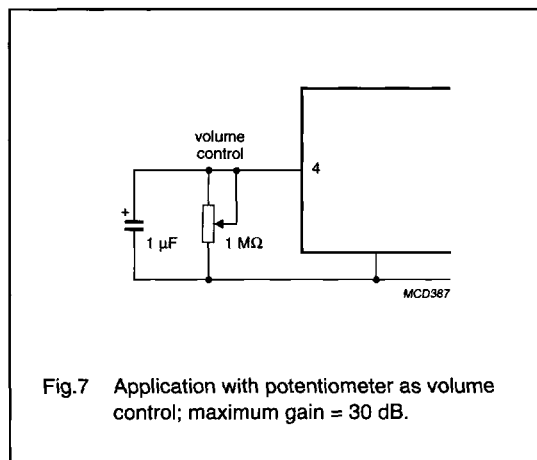 volume
control
4
+
1 µF
1 MΩ
MCD387
Fig.7 Application with potentiometer as volume
control; maximum gain = 30 dB.